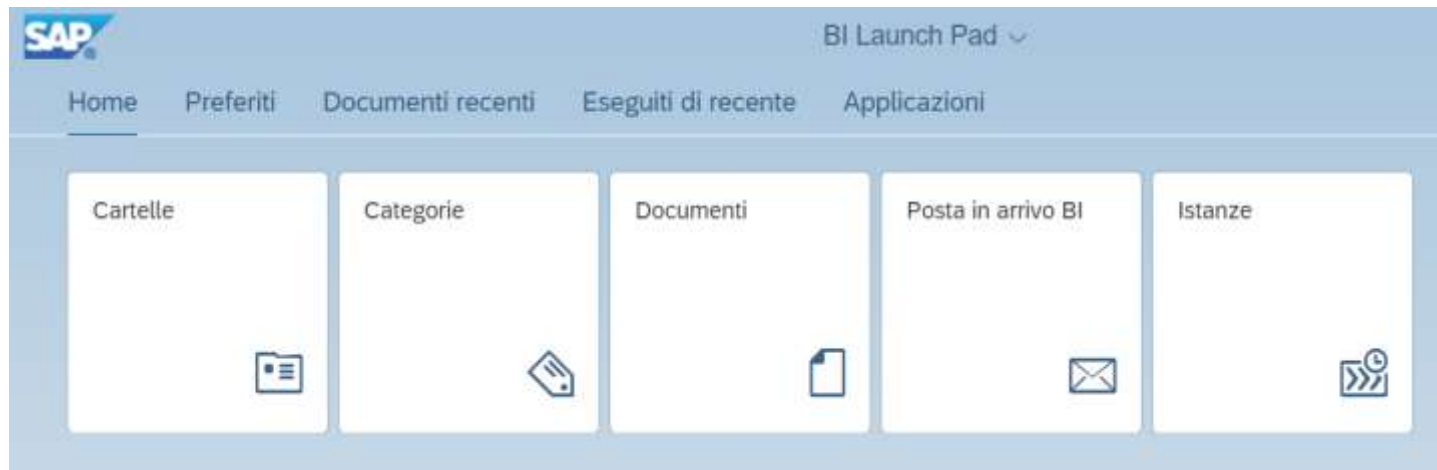 SAP
BI Launch Pad
Home Preferiti Documenti recenti Eseguiti di recente Applicazioni
Cartelle Categorie Documenti Posta in arrivo BI Istanze